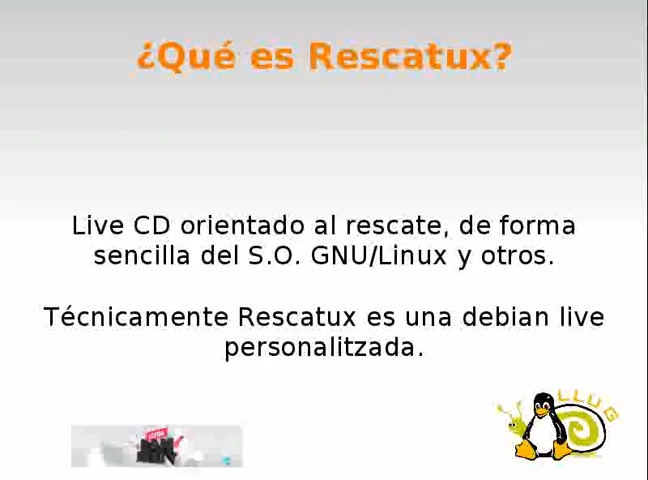 ¿Qué es Rescatux?
Live CD orientado al rescate, de forma
sencilla del S.O. GNU/Linux y otros.
Técnicamente Rescatux es una debian live
personalitzada.
LLUG